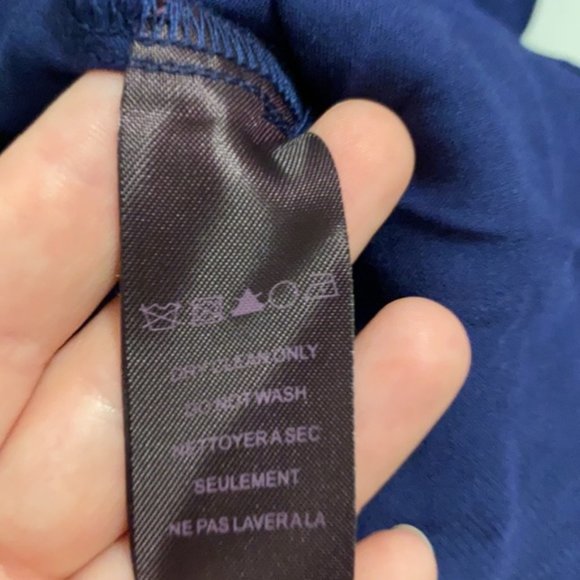 DRY CLEAN ONLY
DO NOT WASH
NETTOYER A SEC
SEULEMENT
NE PAS LAVER A LA